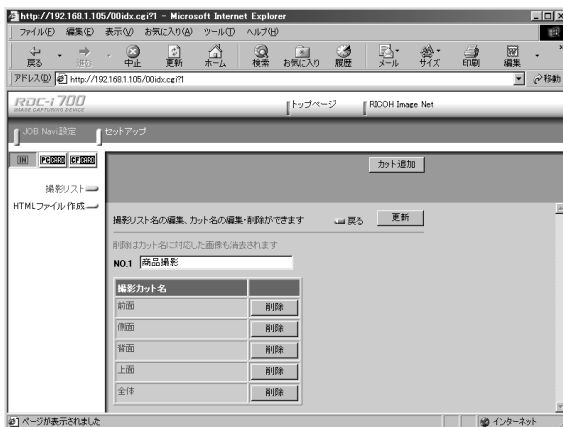 http://192.168.1.105/00idx.cgi?1 - Microsoft Internet Explorer
ファイル(F) 編集(E) 表示(V) お気に入り(A) ツール(T) ヘルプ(H)
戻る 中止 更新 ホーム 検索 お気に入り 履歴 メール サイズ 印刷 編集
アドレス(D) http://192.168.1.105/00idx.cgi?1 移動
RDC-i 700
IMAGE CAPTURING DEVICE
トップページ RICOH Image Net
JOB Navi設定 セットアップ
IN PC CARD CF CARD
カット追加
撮影リスト
HTMLファイル作成
撮影リスト名の編集、カット名の編集・削除ができます 戻る 更新
削除はカット名に対応した画像も消去されます
NO.1 商品撮影
撮影カット名
前面 削除
側面 削除
背面 削除
上面 削除
全体 削除
ページが表示されました インターネット